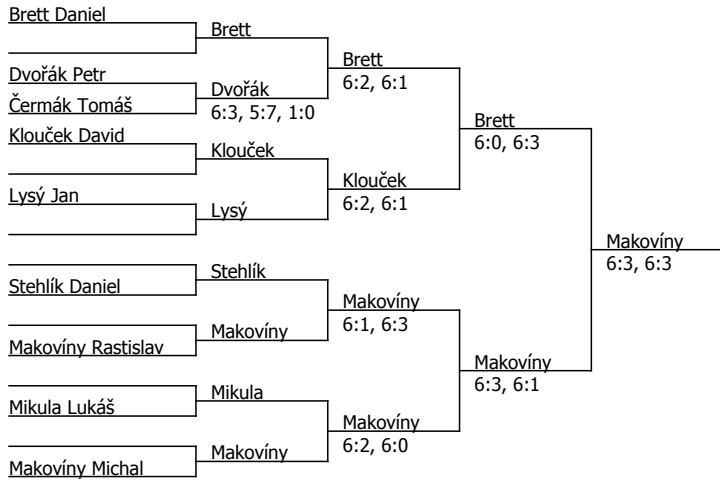 Brett Daniel
Brett
Brett
6:2, 6:1
Dvořák Petr
Dvořák
6:3, 5:7, 1:0
Čermák Tomáš
Brett
6:0, 6:3
Klouček David
Klouček
Klouček
6:2, 6:1
Lysý Jan
Lysý
Makovíny
6:3, 6:3
Stehlík
Stehlík Daniel
Makovíny
6:1, 6:3
Makovíny
Makovíny Rastislav
Makovíny
6:3, 6:1
Mikula
Mikula Lukáš
Makovíny
6:2, 6:0
Makovíny
Makovíny Michal